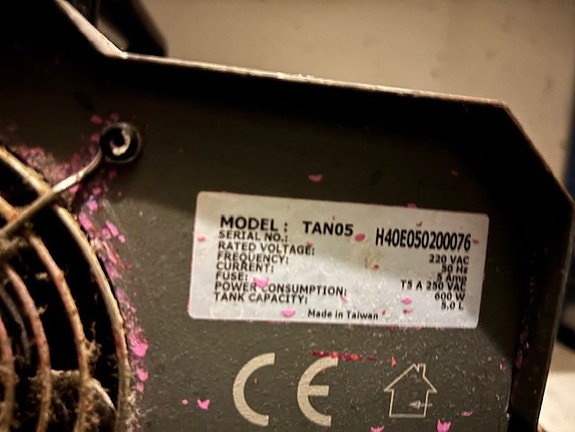 MODEL : TAN05
SERIAL NO.: H40E050200076
RATED VOLTAGE: 220 VAC
FREQUENCY: 50 Hz
CURRENT: 5 Amp
FUSE: T5 A 250 VAC
POWER CONSUMPTION: 600 W
TANK CAPACITY: 5.0 L
Made in Taiwan
CE